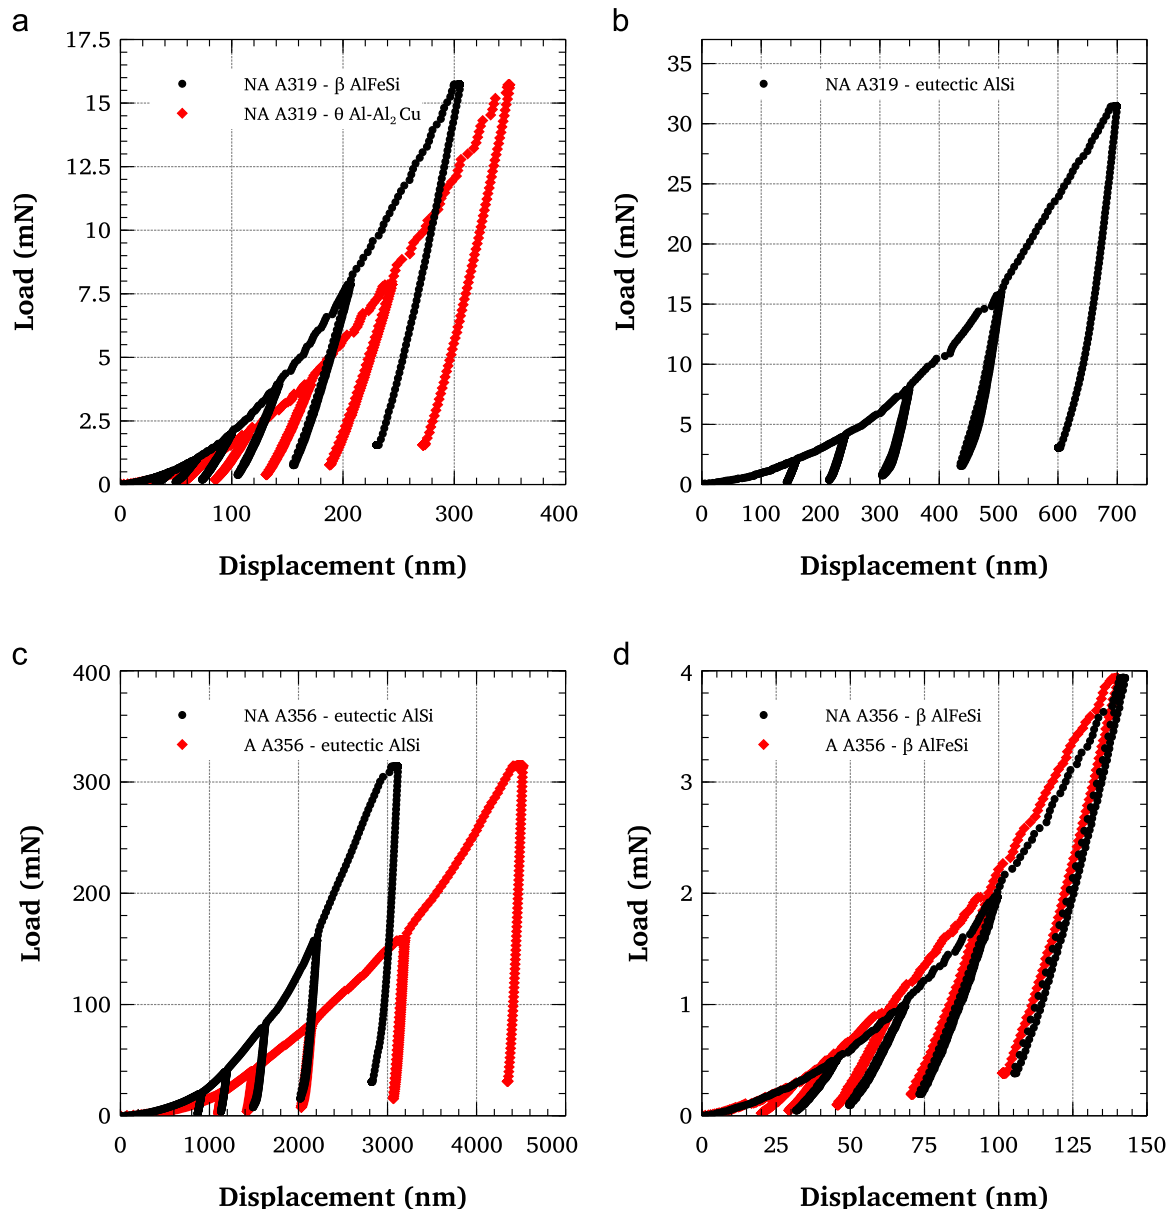 a
17.5
15
12.5
10
7.5
5
2.5
0
Load (mN)
NA A319 - β AlFeSi
NA A319 - θ Al-Al₂Cu
0 100 200 300 400
Displacement (nm)
b
35
30
25
20
15
10
5
0
Load (mN)
NA A319 - eutectic AlSi
0 100 200 300 400 500 600 700
Displacement (nm)
c
400
300
200
100
0
Load (mN)
NA A356 - eutectic AlSi
A A356 - eutectic AlSi
0 1000 2000 3000 4000 5000
Displacement (nm)
d
4
3
2
1
0
Load (mN)
NA A356 - β AlFeSi
A A356 - β AlFeSi
0 25 50 75 100 125 150
Displacement (nm)